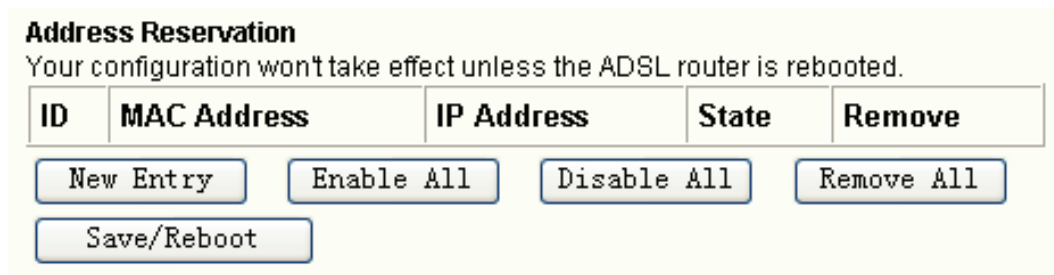 Address Reservation
Your configuration won't take effect unless the ADSL router is rebooted.
ID MAC Address IP Address State Remove
New Entry Enable All Disable All Remove All
Save/Reboot